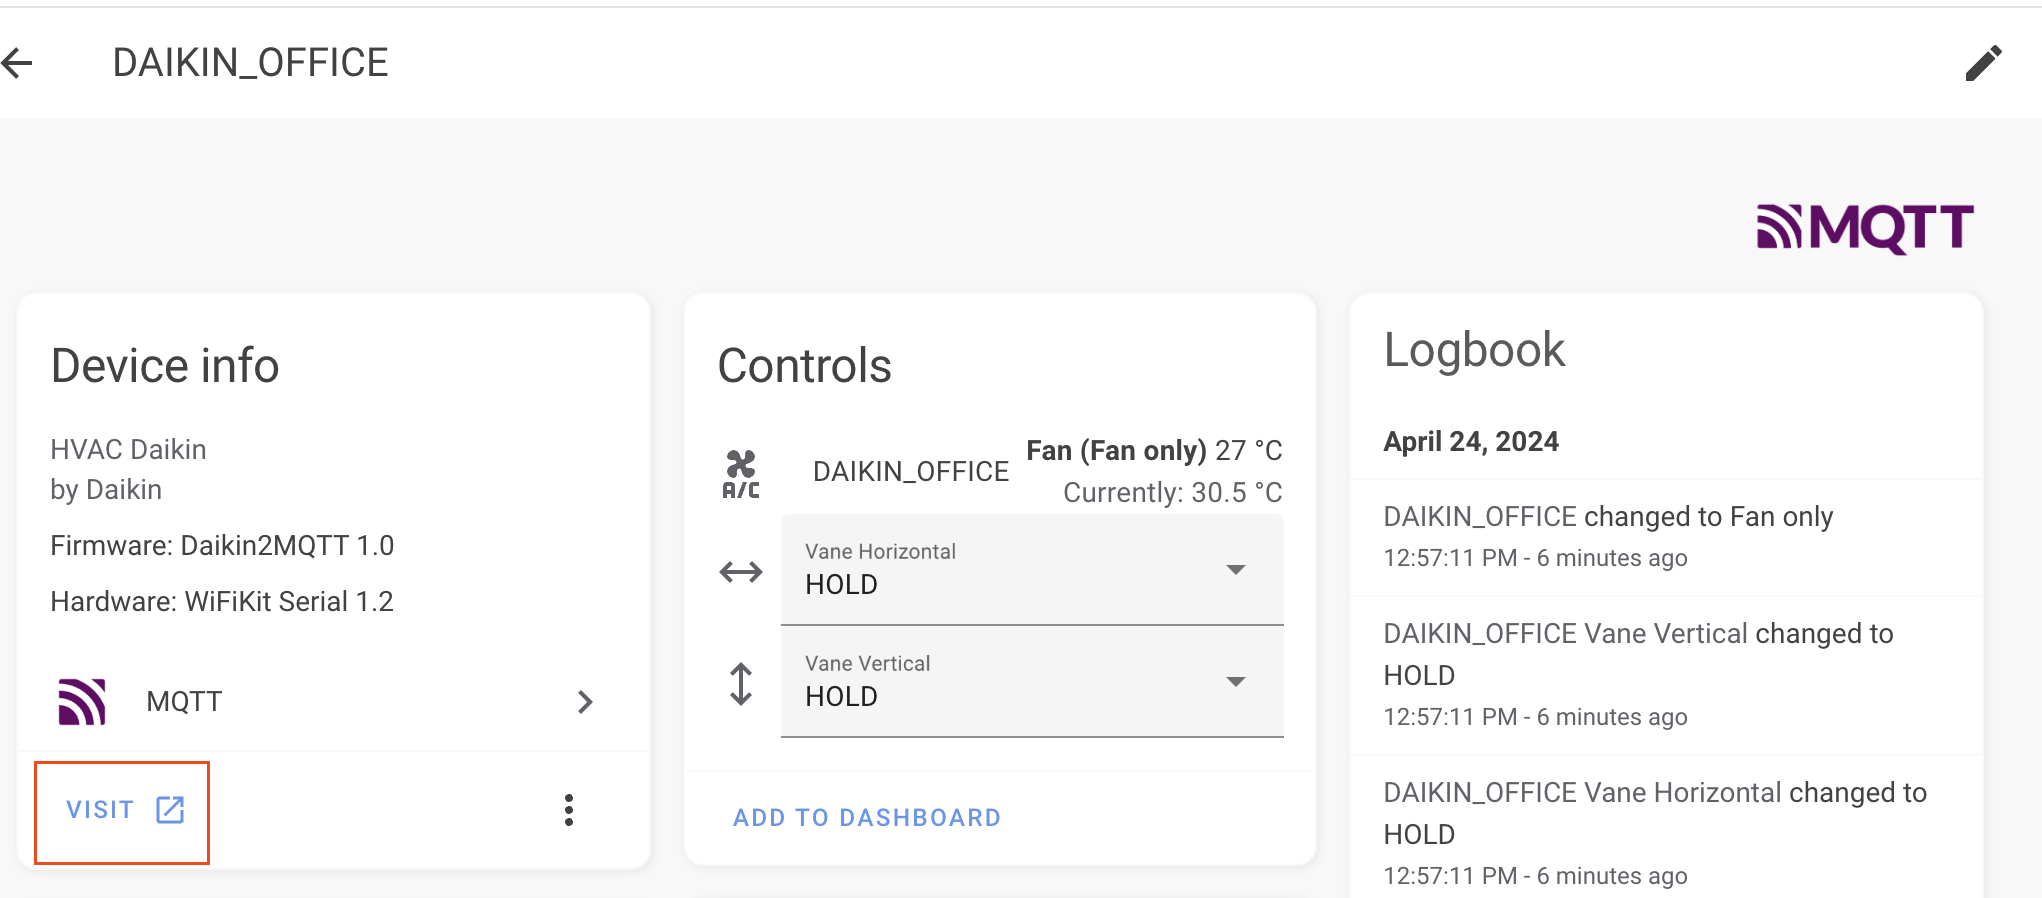 DAIKIN_OFFICE
MQTT
Device info
HVAC Daikin
by Daikin
Firmware: Daikin2MQTT 1.0
Hardware: WiFiKit Serial 1.2
MQTT
VISIT
Controls
A/C
DAIKIN_OFFICE
Fan (Fan only) 27 °C
Currently: 30.5 °C
Vane Horizontal
HOLD
Vane Vertical
HOLD
ADD TO DASHBOARD
Logbook
April 24, 2024
DAIKIN_OFFICE changed to Fan only
12:57:11 PM - 6 minutes ago
DAIKIN_OFFICE Vane Vertical changed to
HOLD
12:57:11 PM - 6 minutes ago
DAIKIN_OFFICE Vane Horizontal changed to
HOLD
12:57:11 PM - 6 minutes ago